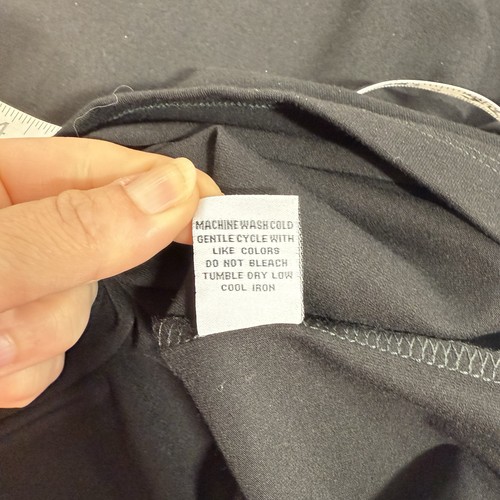 MACHINE WASH COLD
GENTLE CYCLE WITH
LIKE COLORS
DO NOT BLEACH
TUMBLE DRY LOW
COOL IRON